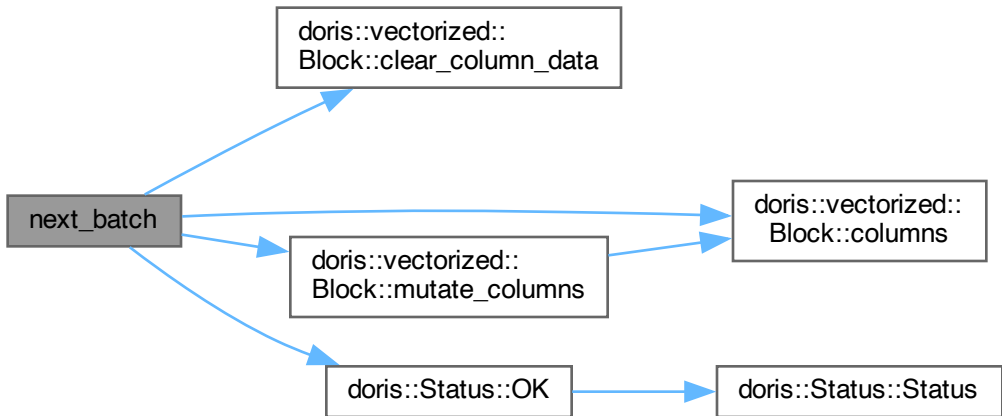 doris::vectorized::
Block::clear_column_data
next_batch
doris::vectorized::
Block::columns
doris::vectorized::
Block::mutate_columns
doris::Status::OK
doris::Status::Status